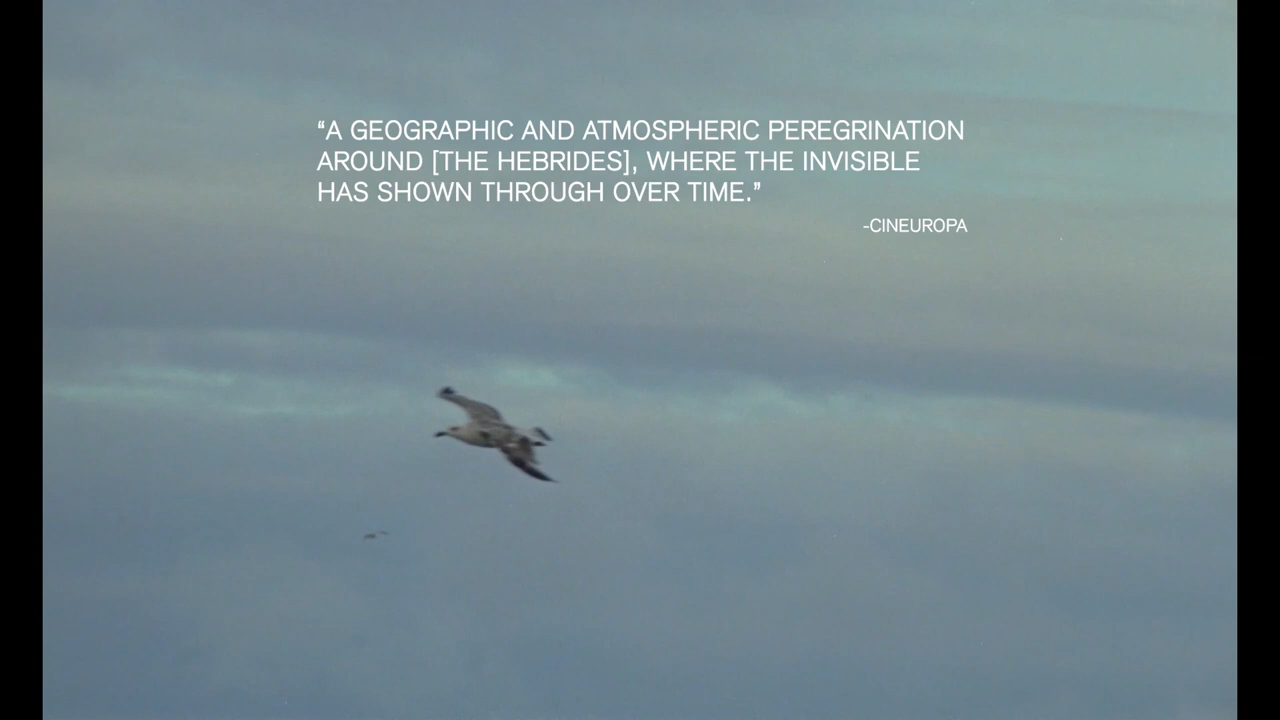 “A GEOGRAPHIC AND ATMOSPHERIC PEREGRINATION
AROUND [THE HEBRIDES], WHERE THE INVISIBLE
HAS SHOWN THROUGH OVER TIME.”
-CINEUROPA